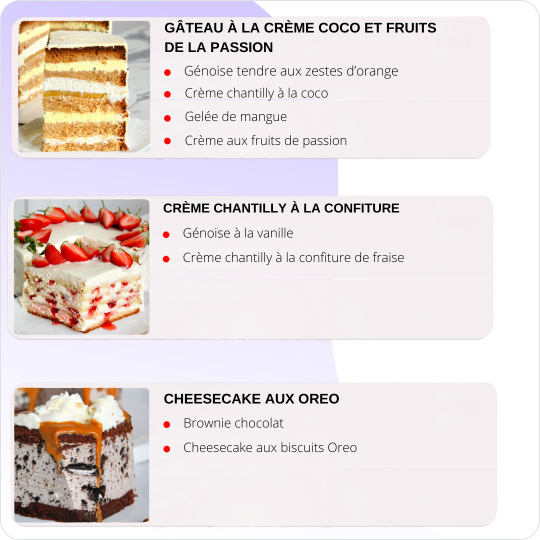 GÂTEAU À LA CRÈME COCO ET FRUITS
DE LA PASSION
Génoise tendre aux zestes d’orange
Crème chantilly à la coco
Gelée de mangue
Crème aux fruits de passion
CRÈME CHANTILLY À LA CONFITURE
Génoise à la vanille
Crème chantilly à la confiture de fraise
CHEESECAKE AUX OREO
Brownie chocolat
Cheesecake aux biscuits Oreo